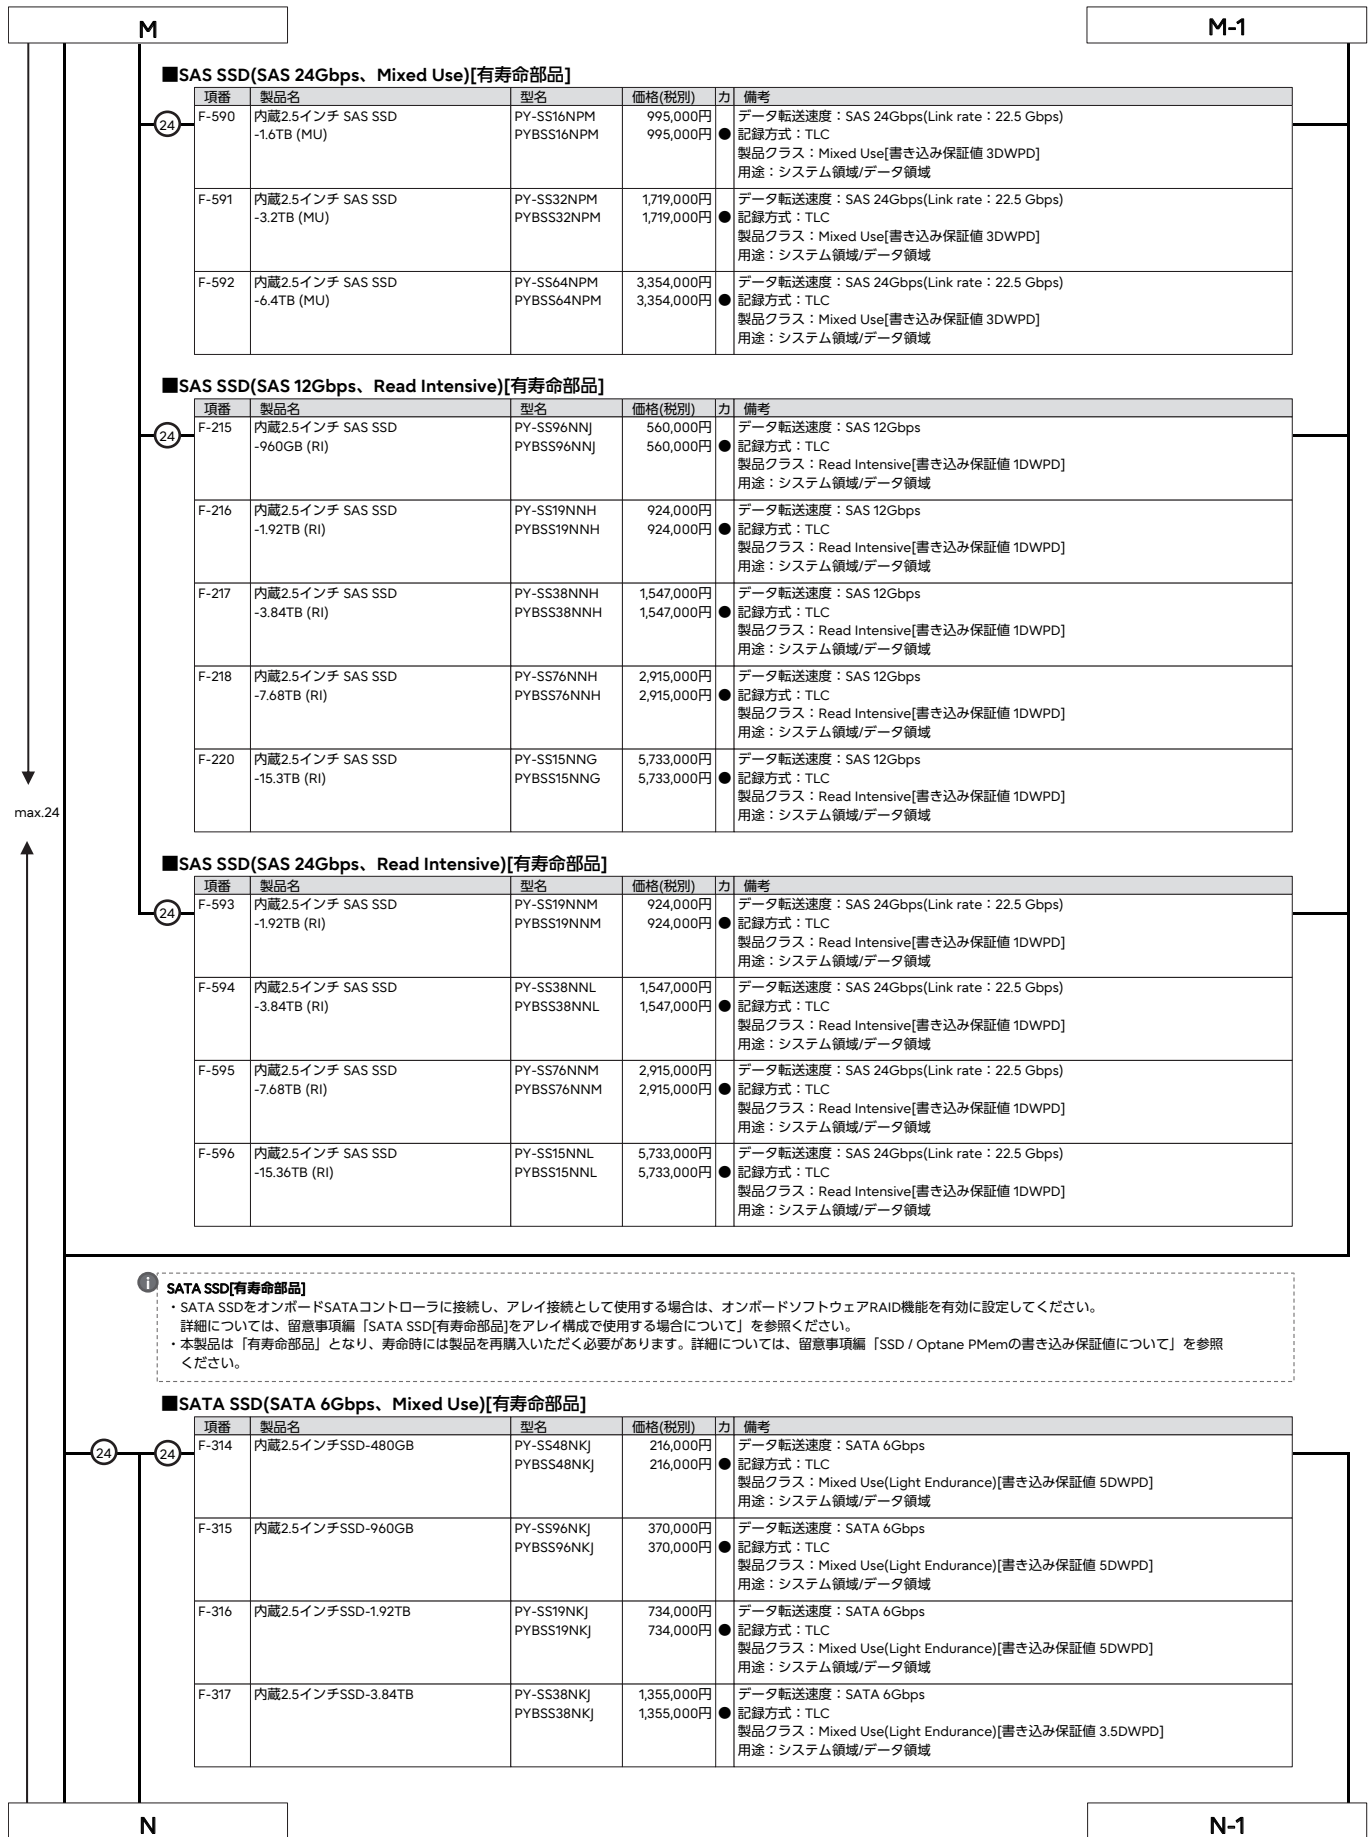 M
M-1
■SAS SSD(SAS 24Gbps、Mixed Use)[有寿命部品]
項番 製品名 型名 価格(税別) カ 備考
24
F-590 内蔵2.5インチ SAS SSD PY-SS16NPM 995,000円 データ転送速度：SAS 24Gbps(Link rate：22.5 Gbps)
-1.6TB (MU) PYBSS16NPM 995,000円 ● 記録方式：TLC
製品クラス：Mixed Use[書き込み保証値 3DWPD]
用途：システム領域/データ領域
F-591 内蔵2.5インチ SAS SSD PY-SS32NPM 1,719,000円 データ転送速度：SAS 24Gbps(Link rate：22.5 Gbps)
-3.2TB (MU) PYBSS32NPM 1,719,000円 ● 記録方式：TLC
製品クラス：Mixed Use[書き込み保証値 3DWPD]
用途：システム領域/データ領域
F-592 内蔵2.5インチ SAS SSD PY-SS64NPM 3,354,000円 データ転送速度：SAS 24Gbps(Link rate：22.5 Gbps)
-6.4TB (MU) PYBSS64NPM 3,354,000円 ● 記録方式：TLC
製品クラス：Mixed Use[書き込み保証値 3DWPD]
用途：システム領域/データ領域
■SAS SSD(SAS 12Gbps、Read Intensive)[有寿命部品]
項番 製品名 型名 価格(税別) カ 備考
24
F-215 内蔵2.5インチ SAS SSD PY-SS96NNJ 560,000円 データ転送速度：SAS 12Gbps
-960GB (RI) PYBSS96NNJ 560,000円 ● 記録方式：TLC
製品クラス：Read Intensive[書き込み保証値 1DWPD]
用途：システム領域/データ領域
F-216 内蔵2.5インチ SAS SSD PY-SS19NNH 924,000円 データ転送速度：SAS 12Gbps
-1.92TB (RI) PYBSS19NNH 924,000円 ● 記録方式：TLC
製品クラス：Read Intensive[書き込み保証値 1DWPD]
用途：システム領域/データ領域
F-217 内蔵2.5インチ SAS SSD PY-SS38NNH 1,547,000円 データ転送速度：SAS 12Gbps
-3.84TB (RI) PYBSS38NNH 1,547,000円 ● 記録方式：TLC
製品クラス：Read Intensive[書き込み保証値 1DWPD]
用途：システム領域/データ領域
F-218 内蔵2.5インチ SAS SSD PY-SS76NNH 2,915,000円 データ転送速度：SAS 12Gbps
-7.68TB (RI) PYBSS76NNH 2,915,000円 ● 記録方式：TLC
製品クラス：Read Intensive[書き込み保証値 1DWPD]
用途：システム領域/データ領域
F-220 内蔵2.5インチ SAS SSD PY-SS15NNG 5,733,000円 データ転送速度：SAS 12Gbps
-15.3TB (RI) PYBSS15NNG 5,733,000円 ● 記録方式：TLC
製品クラス：Read Intensive[書き込み保証値 1DWPD]
用途：システム領域/データ領域
max.24
■SAS SSD(SAS 24Gbps、Read Intensive)[有寿命部品]
項番 製品名 型名 価格(税別) カ 備考
24
F-593 内蔵2.5インチ SAS SSD PY-SS19NNM 924,000円 データ転送速度：SAS 24Gbps(Link rate：22.5 Gbps)
-1.92TB (RI) PYBSS19NNM 924,000円 ● 記録方式：TLC
製品クラス：Read Intensive[書き込み保証値 1DWPD]
用途：システム領域/データ領域
F-594 内蔵2.5インチ SAS SSD PY-SS38NNL 1,547,000円 データ転送速度：SAS 24Gbps(Link rate：22.5 Gbps)
-3.84TB (RI) PYBSS38NNL 1,547,000円 ● 記録方式：TLC
製品クラス：Read Intensive[書き込み保証値 1DWPD]
用途：システム領域/データ領域
F-595 内蔵2.5インチ SAS SSD PY-SS76NNM 2,915,000円 データ転送速度：SAS 24Gbps(Link rate：22.5 Gbps)
-7.68TB (RI) PYBSS76NNM 2,915,000円 ● 記録方式：TLC
製品クラス：Read Intensive[書き込み保証値 1DWPD]
用途：システム領域/データ領域
F-596 内蔵2.5インチ SAS SSD PY-SS15NNL 5,733,000円 データ転送速度：SAS 24Gbps(Link rate：22.5 Gbps)
-15.36TB (RI) PYBSS15NNL 5,733,000円 ● 記録方式：TLC
製品クラス：Read Intensive[書き込み保証値 1DWPD]
用途：システム領域/データ領域
i SATA SSD[有寿命部品]
・SATA SSDをオンボードSATAコントローラに接続し、アレイ接続として使用する場合は、オンボードソフトウェアRAID機能を有効に設定してください。
詳細については、留意事項編「SATA SSD[有寿命部品]をアレイ構成で使用する場合について」を参照ください。
・本製品は「有寿命部品」となり、寿命時には製品を再購入いただく必要があります。詳細については、留意事項編「SSD / Optane PMemの書き込み保証値について」を参照
ください。
■SATA SSD(SATA 6Gbps、Mixed Use)[有寿命部品]
項番 製品名 型名 価格(税別) カ 備考
24 24
F-314 内蔵2.5インチSSD-480GB PY-SS48NKJ 216,000円 データ転送速度：SATA 6Gbps
PYBSS48NKJ 216,000円 ● 記録方式：TLC
製品クラス：Mixed Use(Light Endurance)[書き込み保証値 5DWPD]
用途：システム領域/データ領域
F-315 内蔵2.5インチSSD-960GB PY-SS96NKJ 370,000円 データ転送速度：SATA 6Gbps
PYBSS96NKJ 370,000円 ● 記録方式：TLC
製品クラス：Mixed Use(Light Endurance)[書き込み保証値 5DWPD]
用途：システム領域/データ領域
F-316 内蔵2.5インチSSD-1.92TB PY-SS19NKJ 734,000円 データ転送速度：SATA 6Gbps
PYBSS19NKJ 734,000円 ● 記録方式：TLC
製品クラス：Mixed Use(Light Endurance)[書き込み保証値 5DWPD]
用途：システム領域/データ領域
F-317 内蔵2.5インチSSD-3.84TB PY-SS38NKJ 1,355,000円 データ転送速度：SATA 6Gbps
PYBSS38NKJ 1,355,000円 ● 記録方式：TLC
製品クラス：Mixed Use(Light Endurance)[書き込み保証値 3.5DWPD]
用途：システム領域/データ領域
N
N-1